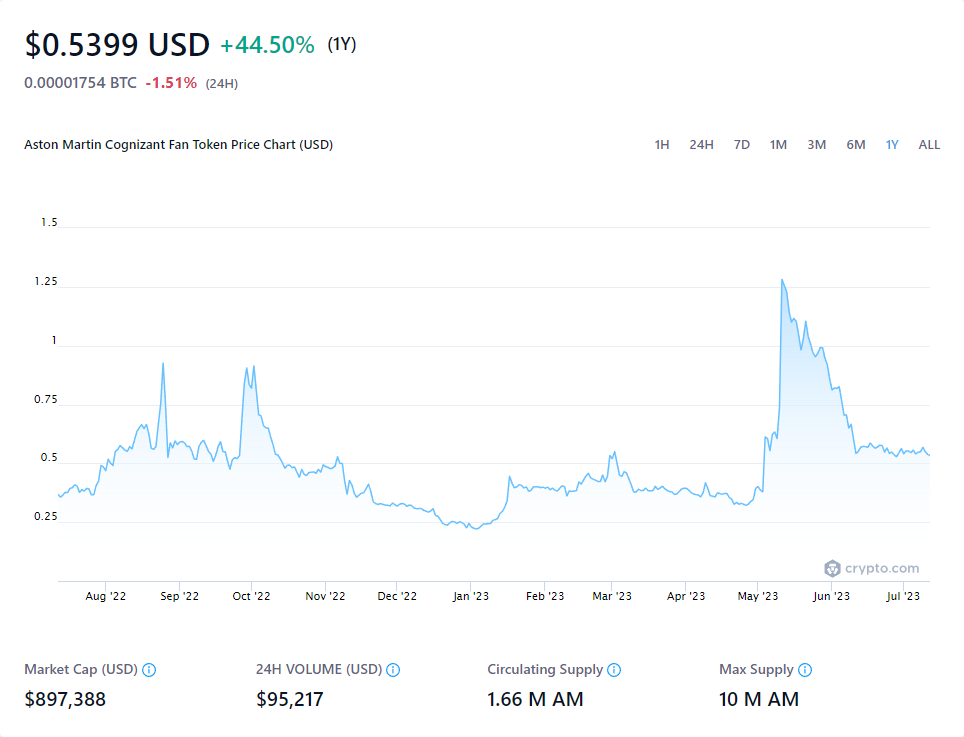 $0.5399 USD +44.50% (1Y)
0.00001754 BTC -1.51% (24H)
Aston Martin Cognizant Fan Token Price Chart (USD) 1H 24H 7D 1M 3M 6M 1Y ALL
1.5
1.25
1
0.75
0.5
0.25
crypto.com
Aug '22 Sep '22 Oct '22 Nov '22 Dec '22 Jan '23 Feb '23 Mar '23 Apr '23 May '23 Jun '23 Jul '23
Market Cap (USD) 24H VOLUME (USD) Circulating Supply Max Supply
$897,388 $95,217 1.66 M AM 10 M AM